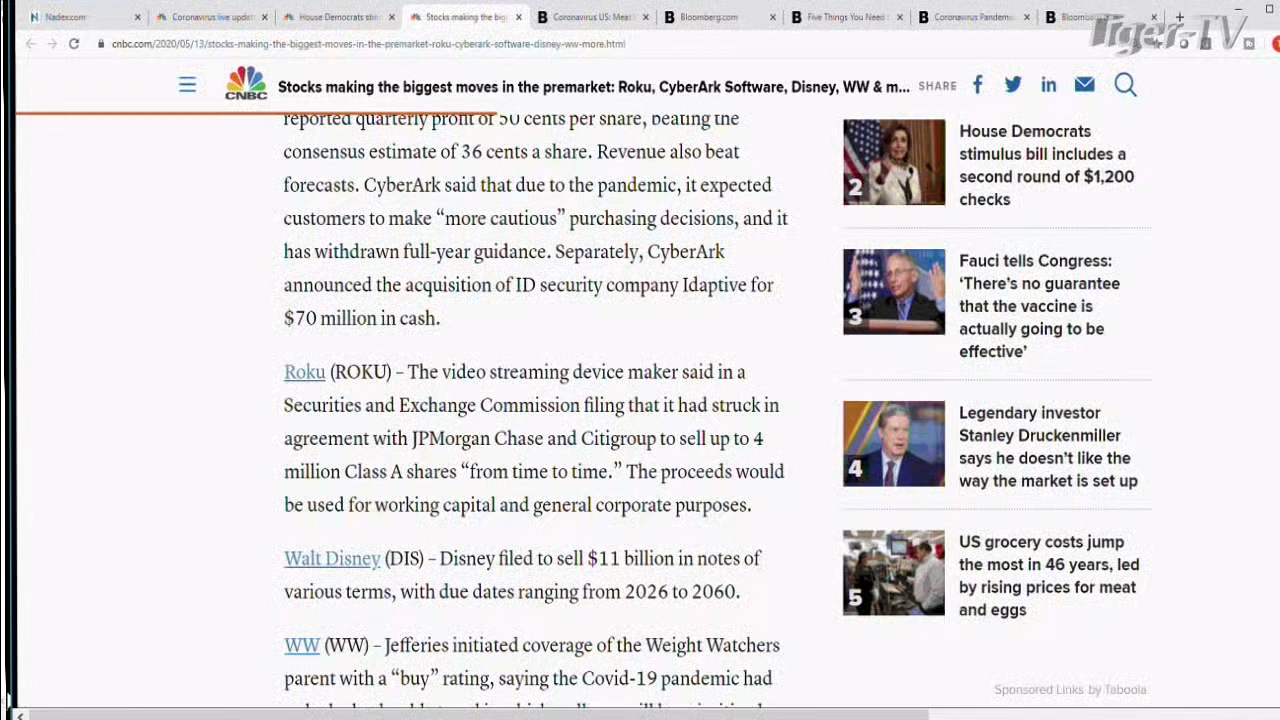 Nadex.com
Coronavirus live updat
House Democrats sti
Stocks making the big
Coronavirus US: Meat
Bloomberg.com
Five Things You Need
Coronavirus Pandemi
Tiger-TV
cnbc.com/2020/05/13/stocks-making-the-biggest-moves-in-the-premarket-roku-cyberark-software-disney-ww-more.html
CNBC
Stocks making the biggest moves in the premarket: Roku, CyberArk Software, Disney, WW & m...
SHARE
reported quarterly profit of 50 cents per share, beating the
consensus estimate of 36 cents a share. Revenue also beat
forecasts. CyberArk said that due to the pandemic, it expected
customers to make “more cautious” purchasing decisions, and it
has withdrawn full-year guidance. Separately, CyberArk
announced the acquisition of ID security company Idaptive for
$70 million in cash.
Roku (ROKU) – The video streaming device maker said in a
Securities and Exchange Commission filing that it had struck in
agreement with JPMorgan Chase and Citigroup to sell up to 4
million Class A shares “from time to time.” The proceeds would
be used for working capital and general corporate purposes.
Walt Disney (DIS) – Disney filed to sell $11 billion in notes of
various terms, with due dates ranging from 2026 to 2060.
WW (WW) – Jefferies initiated coverage of the Weight Watchers
parent with a “buy” rating, saying the Covid-19 pandemic had
2
House Democrats
stimulus bill includes a
second round of $1,200
checks
3
Fauci tells Congress:
‘There’s no guarantee
that the vaccine is
actually going to be
effective’
4
Legendary investor
Stanley Druckenmiller
says he doesn’t like the
way the market is set up
5
US grocery costs jump
the most in 46 years, led
by rising prices for meat
and eggs
Sponsored Links by Taboola